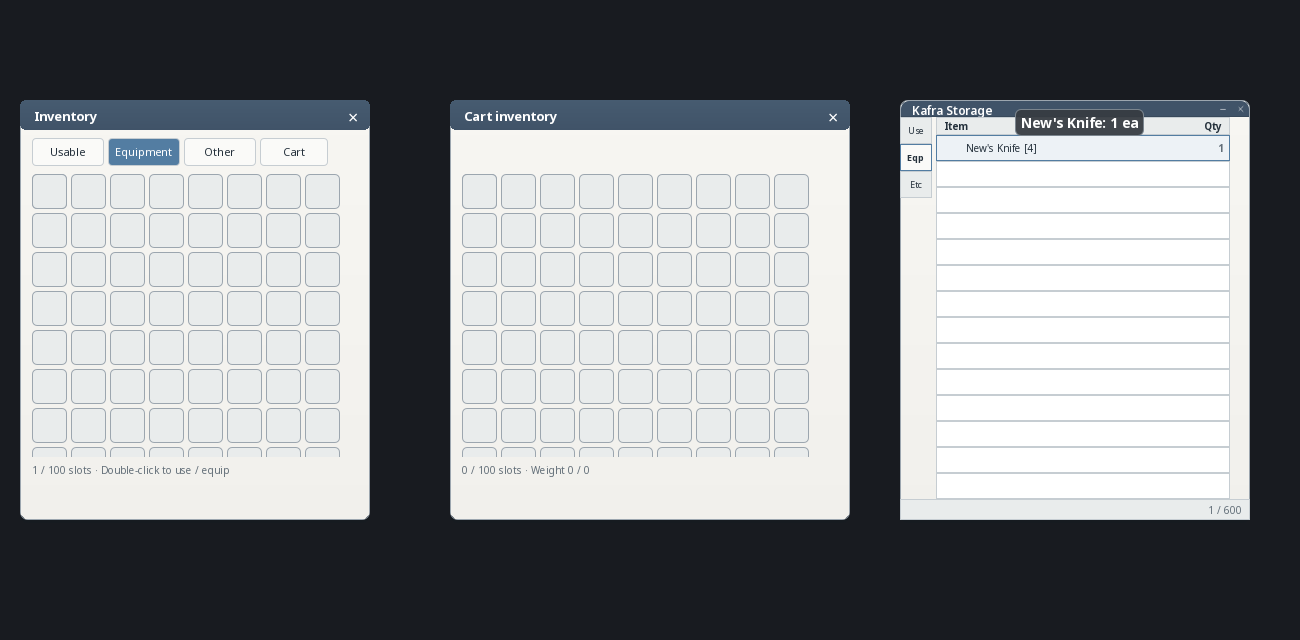 Inventory
×
Usable
Equipment
Other
Cart
1 / 100 slots · Double-click to use / equip
Cart inventory
×
0 / 100 slots · Weight 0 / 0
Kafra Storage
− ×
New's Knife: 1 ea
Item
Qty
Use
Eqp
Etc
New's Knife [4]
1
1 / 600